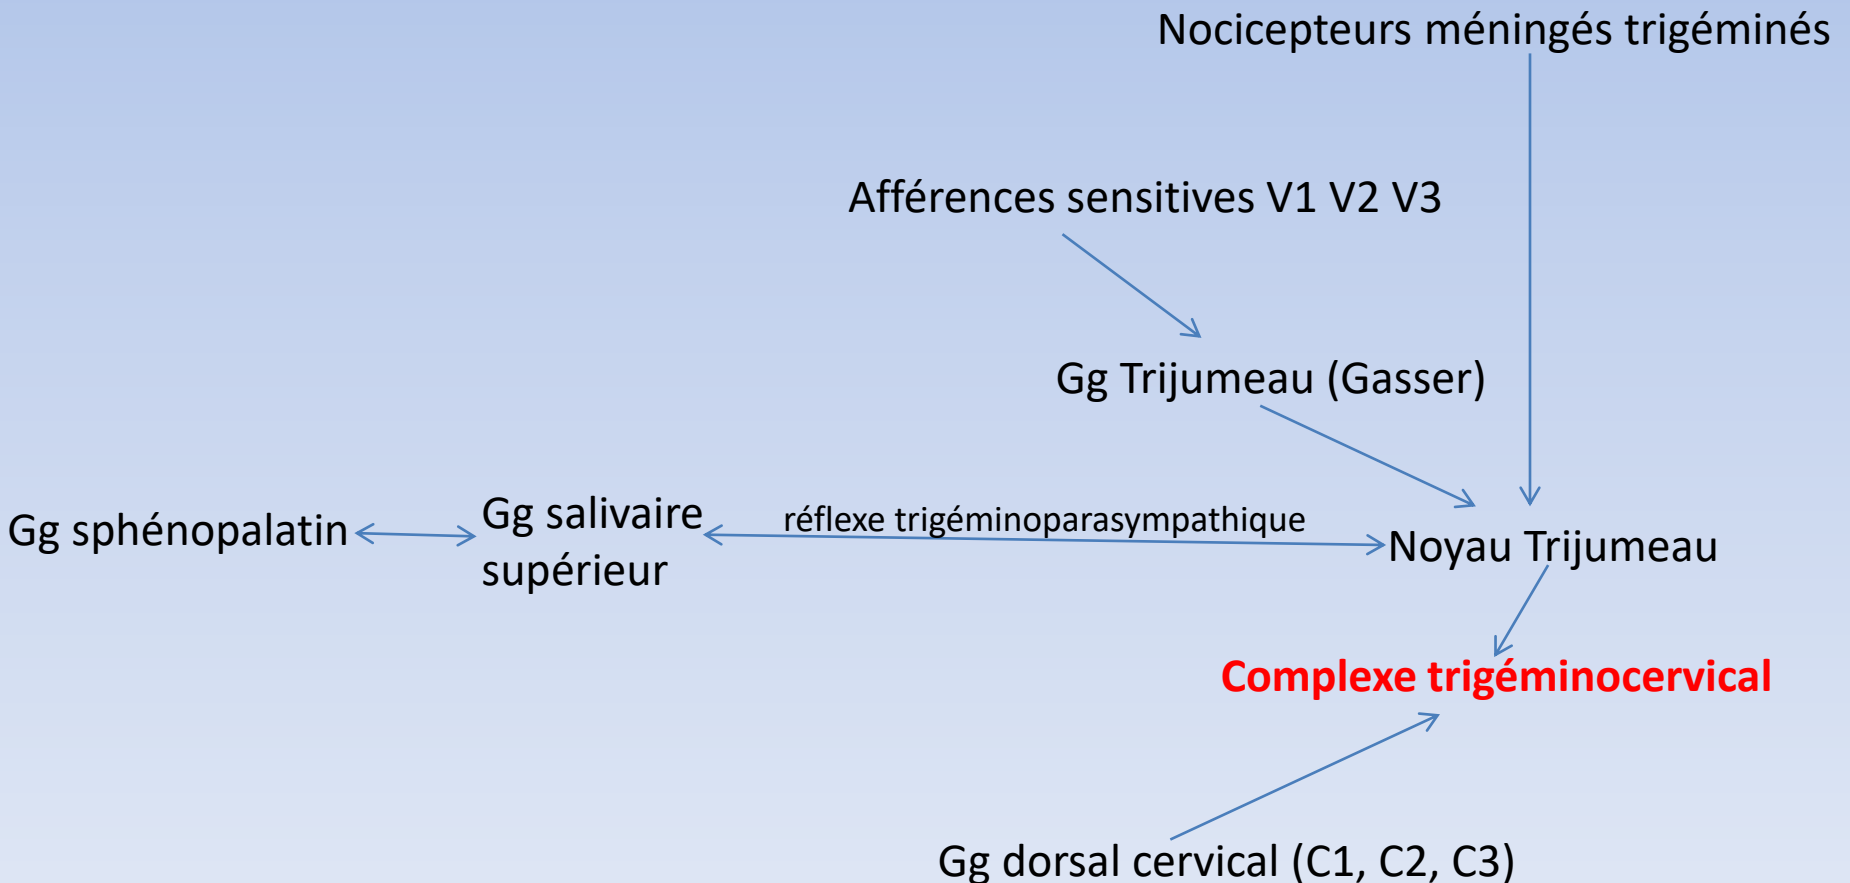 Nocicepteurs méningés trigéminés
Afférences sensitives V1 V2 V3
Gg Trijumeau (Gasser)
Gg sphénopalatin
Gg salivaire
supérieur
réflexe trigéminoparasympathique
Noyau Trijumeau
Complexe trigéminocervical
Gg dorsal cervical (C1, C2, C3)